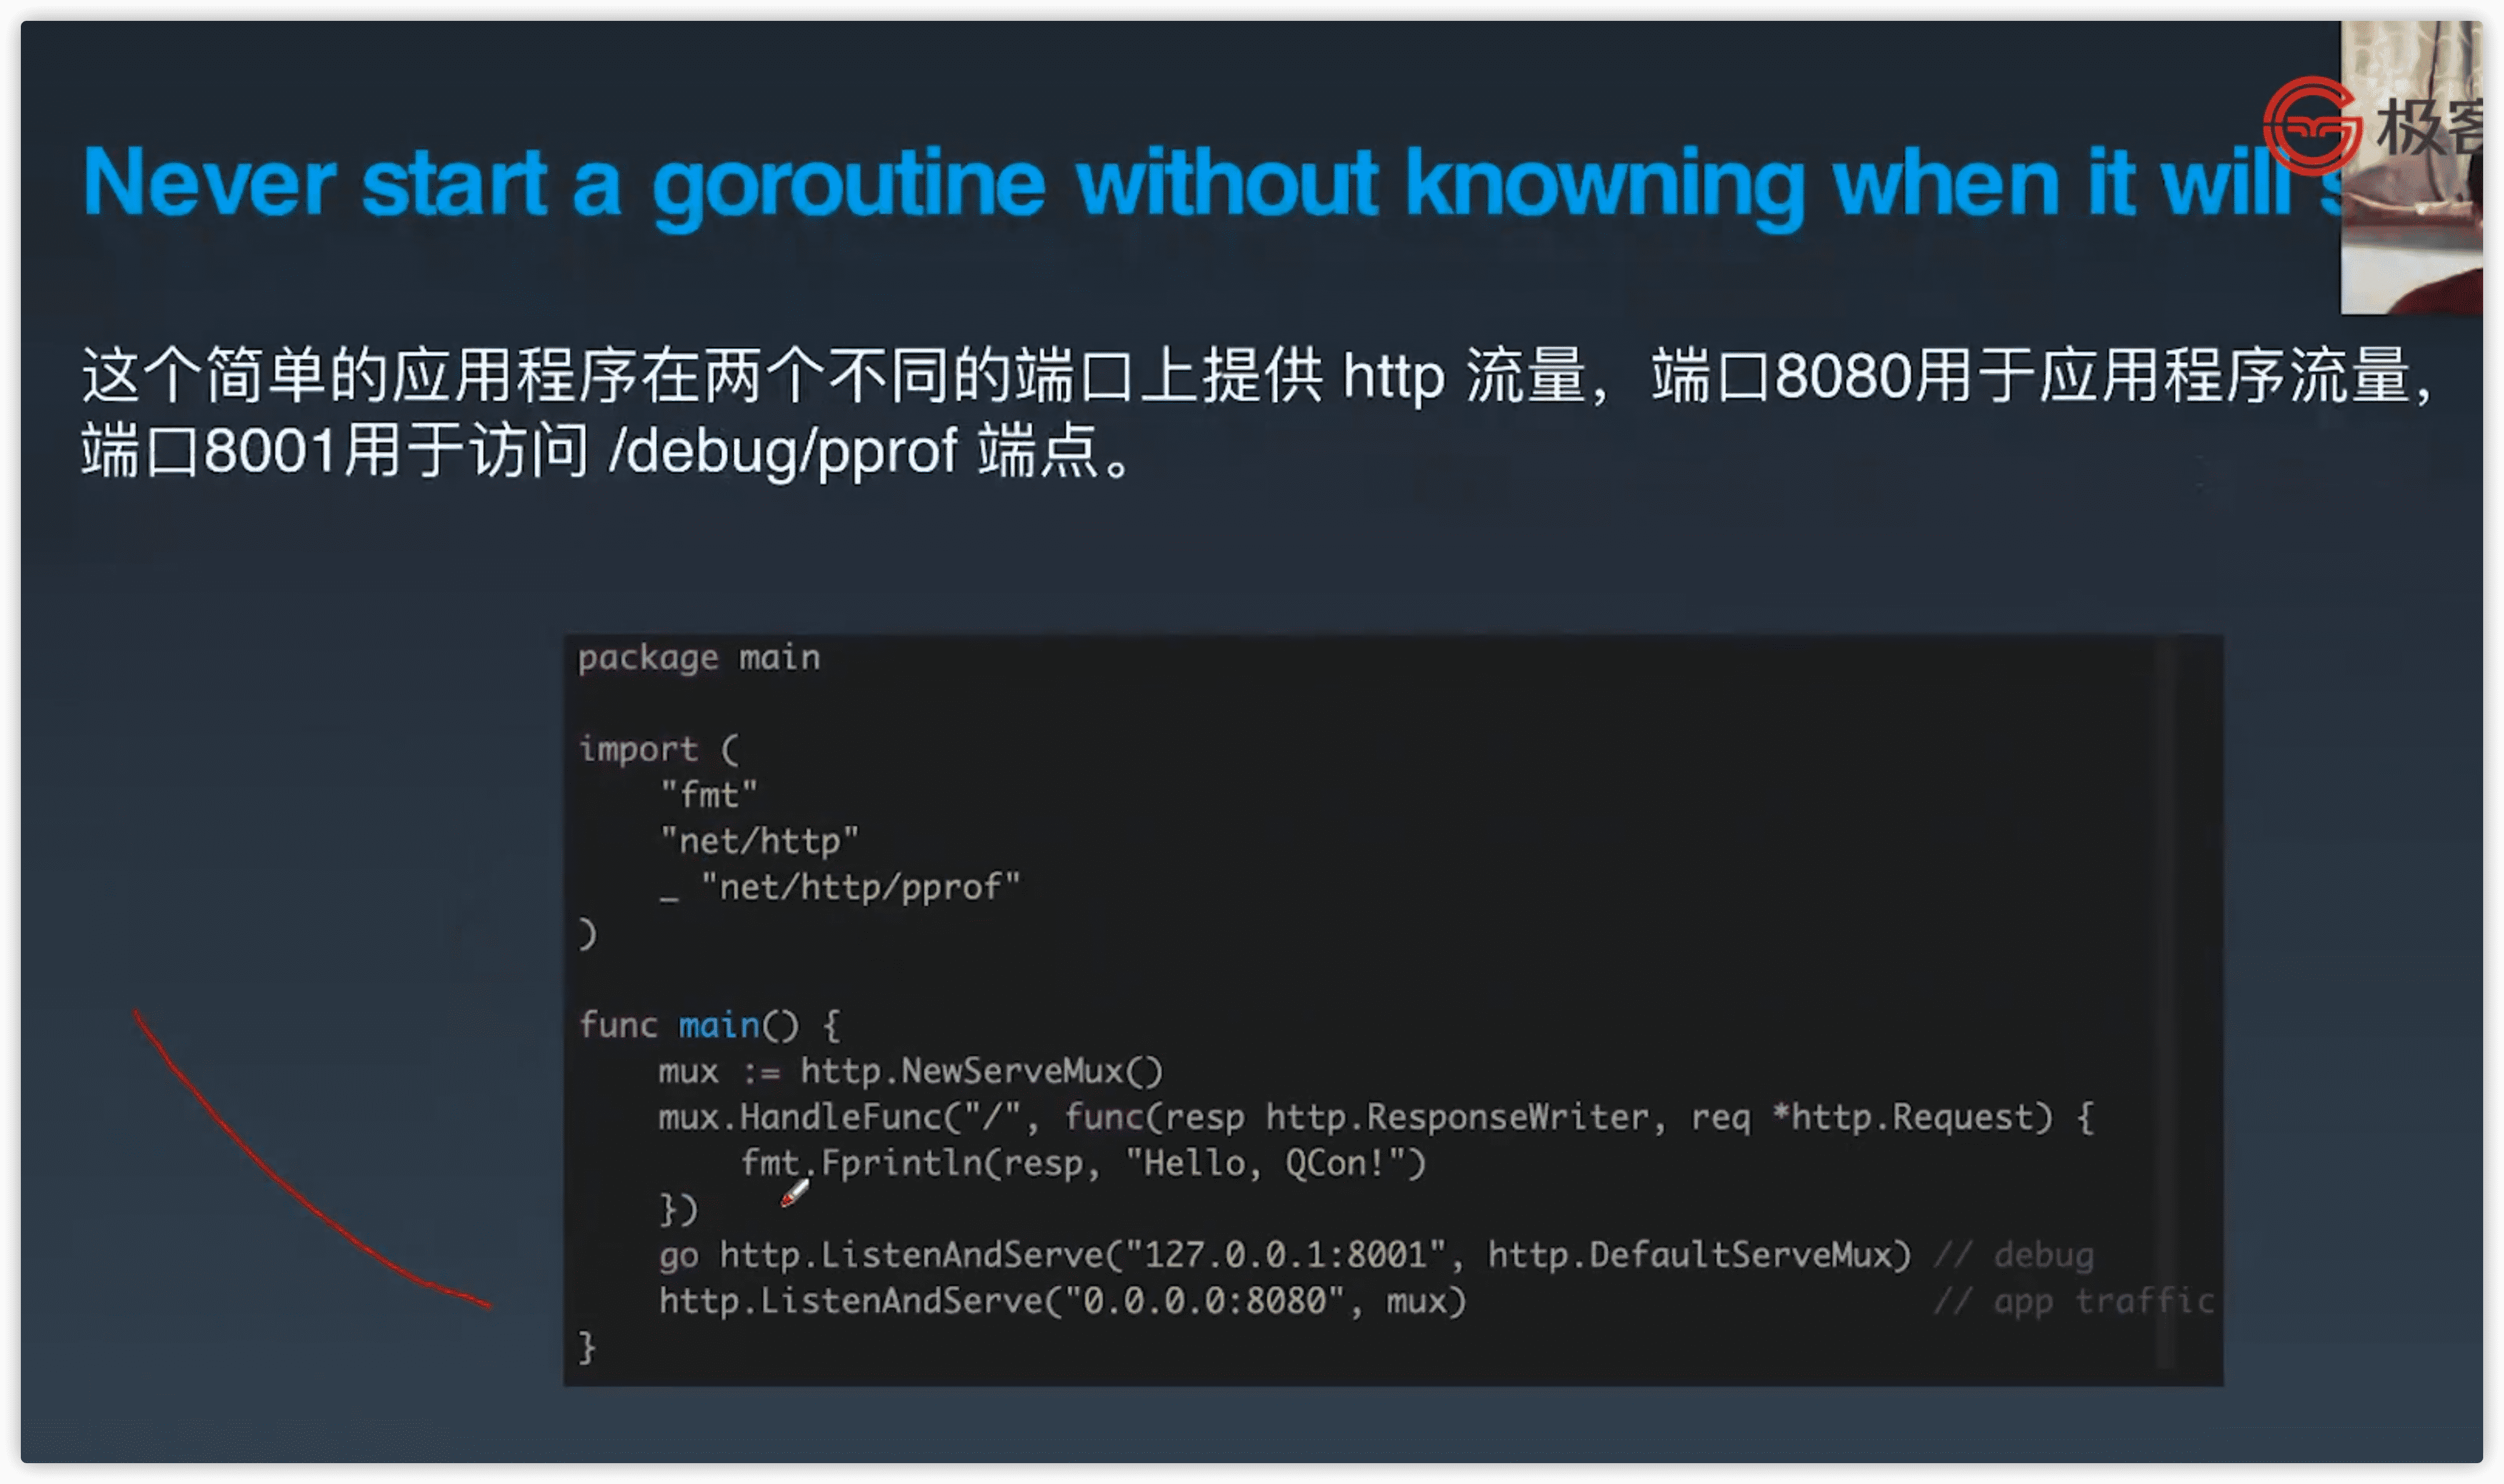 极客
Never start a goroutine without knowning when it will
这个简单的应用程序在两个不同的端口上提供 http 流量，端口8080用于应用程序流量，
端口8001用于访问 /debug/pprof 端点。
package main
import (
"fmt"
"net/http"
_ "net/http/pprof"
)
func main() {
mux := http.NewServeMux()
mux.HandleFunc("/", func(resp http.ResponseWriter, req *http.Request) {
fmt.Fprintln(resp, "Hello, QCon!")
})
go http.ListenAndServe("127.0.0.1:8001", http.DefaultServeMux) // debug
http.ListenAndServe("0.0.0.0:8080", mux) // app traffic
}